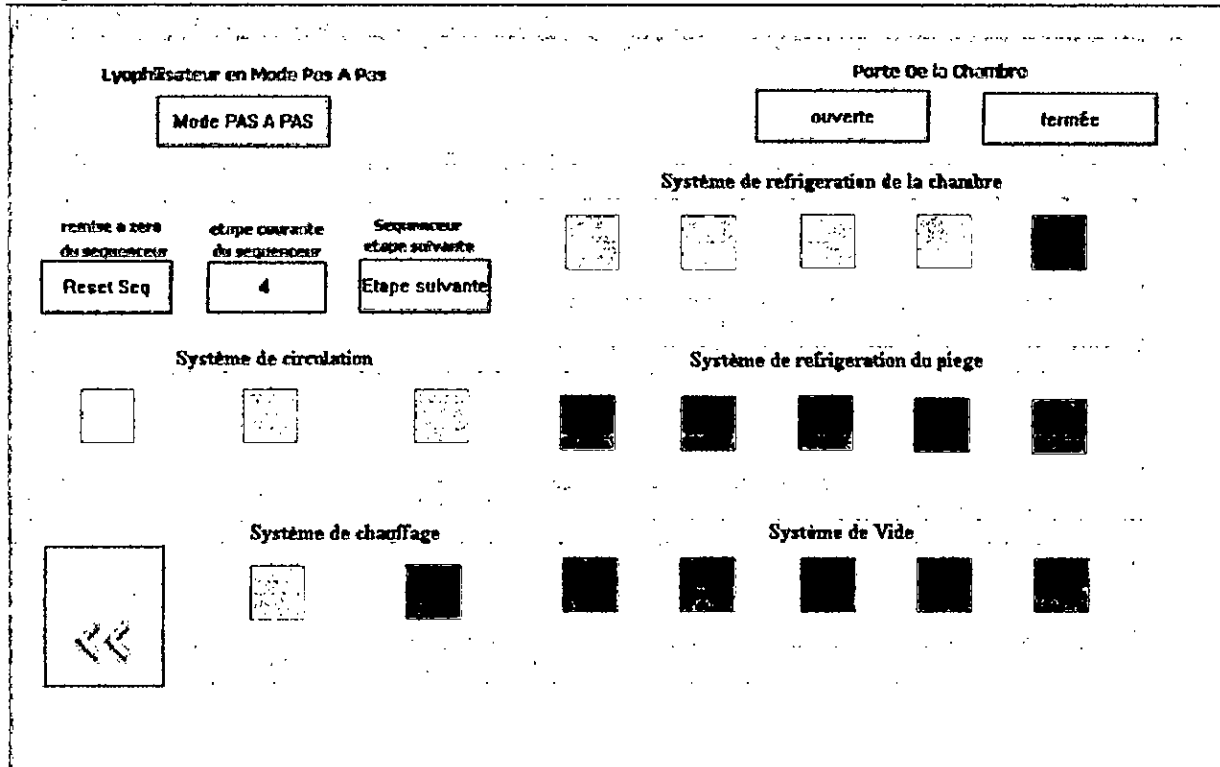 Lyophilisateur en Mode Pas A Pas
Mode PAS A PAS
Porte De la Chambre
ouverte
fermée
Système de refrigeration de la chambre
remise a zero
du sequenceur
Reset Seq
etape courante
du sequenceur
4
Sequenceur
etape suivante
Etape suivante
Système de circulation
Système de refrigeration du piege
Système de chauffage
Système de Vide